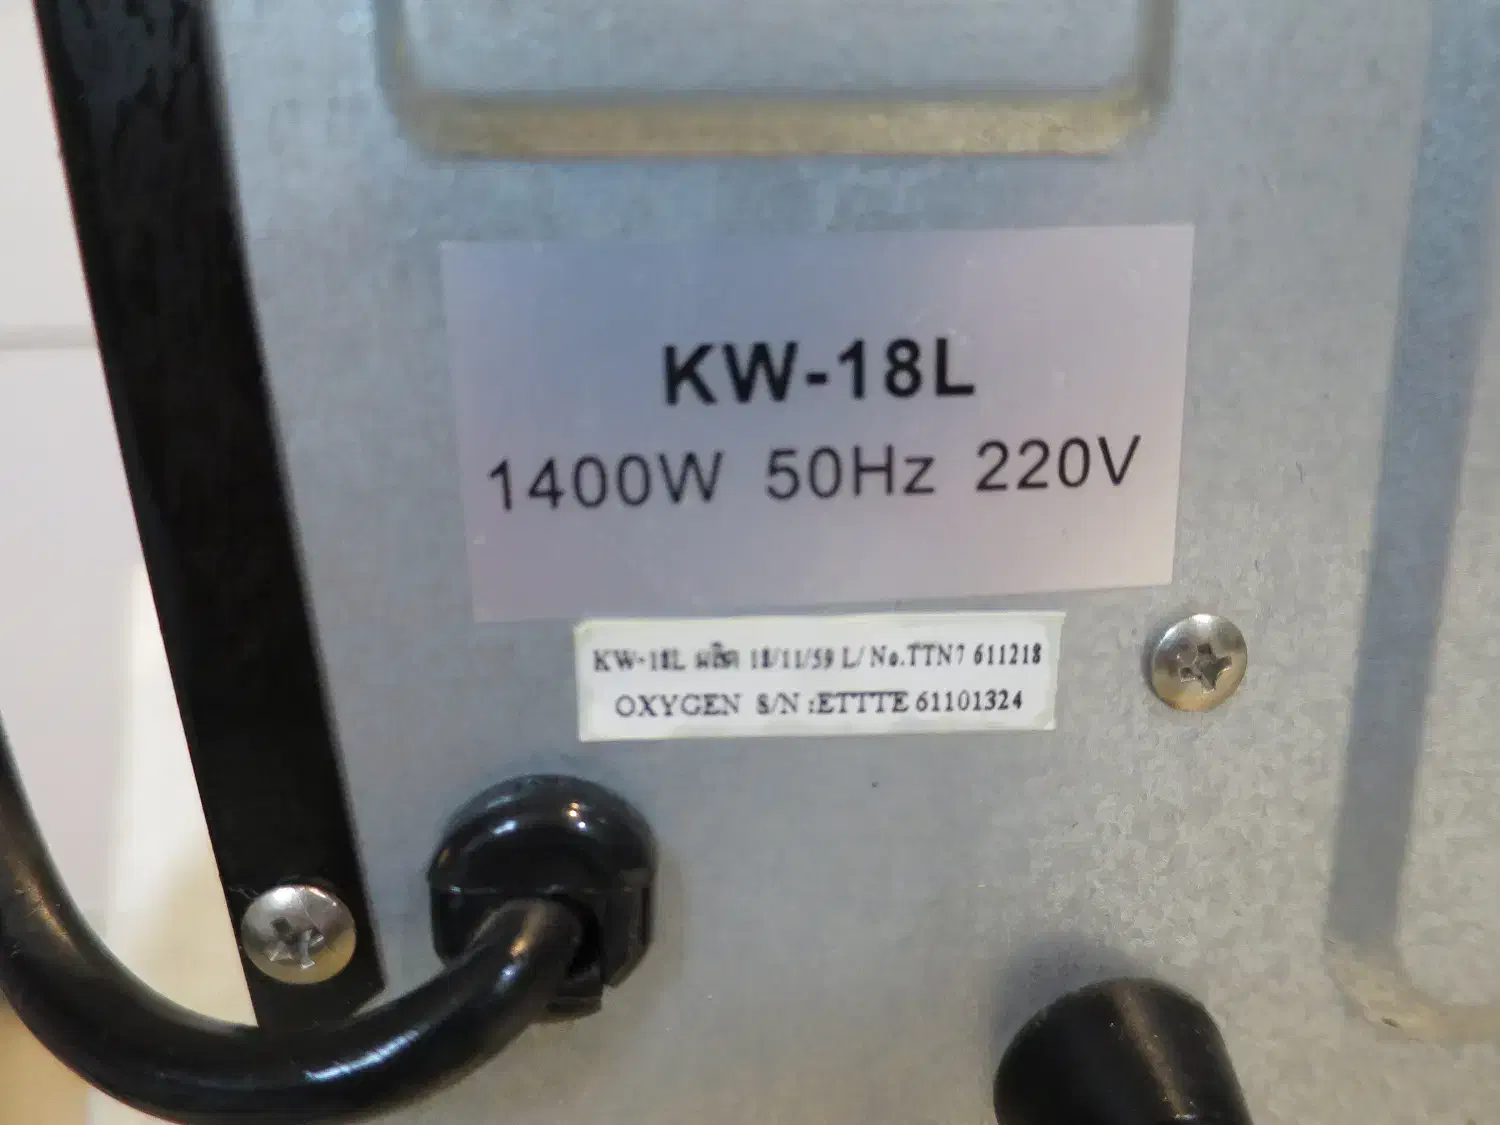 KW-18L
1400W 50Hz 220V
KW-18L ผลิต 18/11/59 L/No.TTN7 611218
OXYGEN S/N :ETTTE 61101324